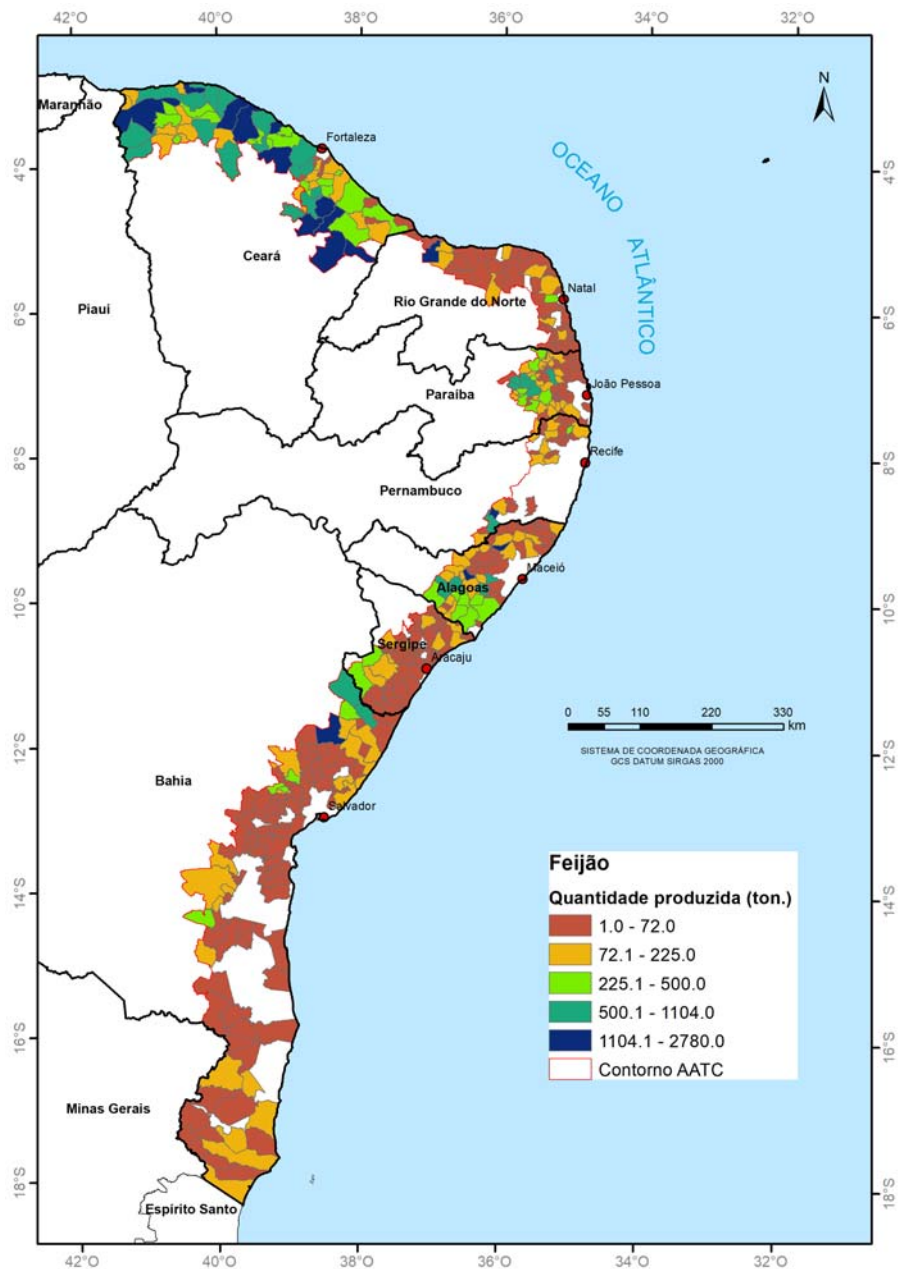 42°O 40°O 38°O 36°O 34°O 32°O
Maranhão
N
Fortaleza
OCEANO
ATLÂNTICO
4°S 4°S
Ceará
Rio Grande do Norte
Natal
Piauí
6°S 6°S
Paraíba
João Pessoa
Recife
8°S 8°S
Pernambuco
Maceió
Alagoas
10°S 10°S
Sergipe
Aracaju
0 55 110 220 330
km
SISTEMA DE COORDENADA GEOGRÁFICA
GCS DATUM SIRGAS 2000
12°S 12°S
Bahia
Salvador
Feijão
Quantidade produzida (ton.)
1.0 - 72.0
72.1 - 225.0
225.1 - 500.0
500.1 - 1104.0
1104.1 - 2780.0
Contorno AATC
14°S 14°S
16°S 16°S
Minas Gerais
18°S 18°S
Espírito Santo
42°O 40°O 38°O 36°O 34°O 32°O